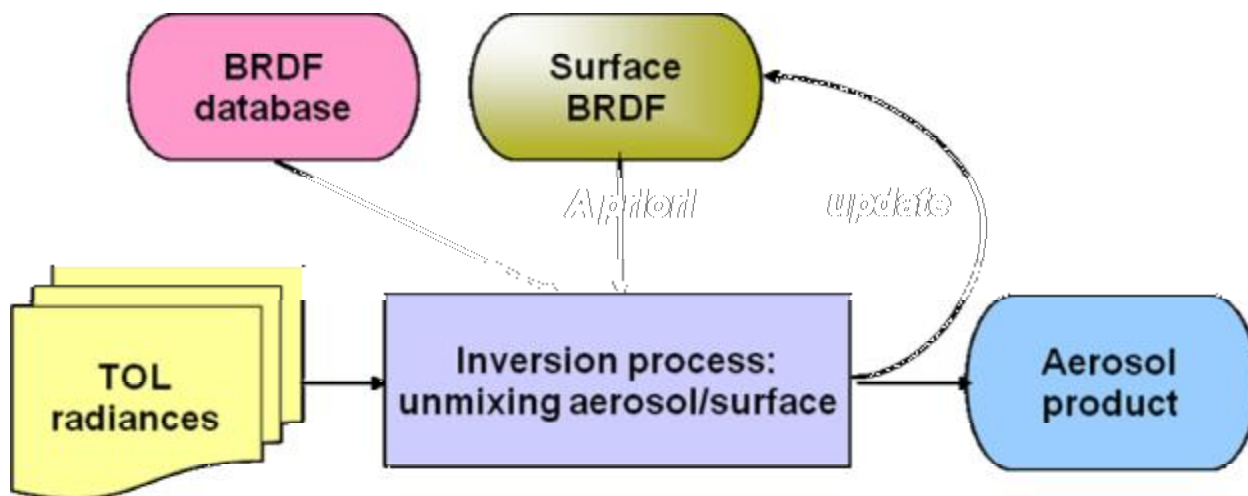 BRDF
database
Surface
BRDF
A priori
update
TOL
radiances
Inversion process:
unmixing aerosol/surface
Aerosol
product